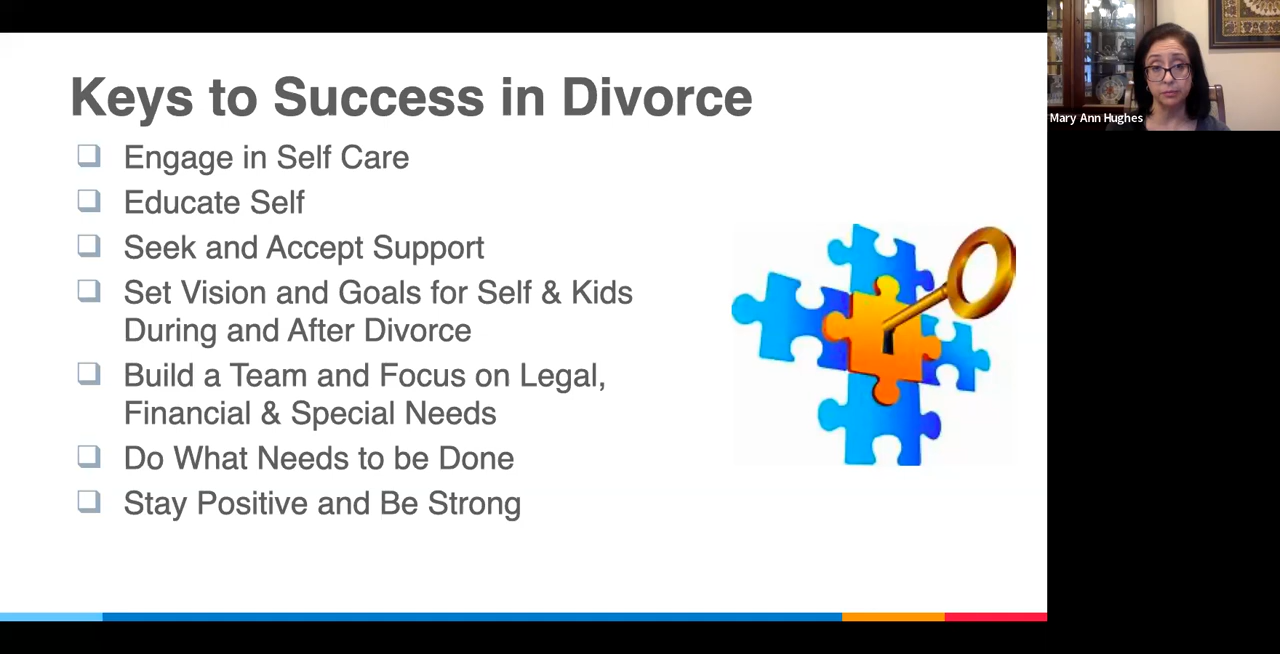 Keys to Success in Divorce
Engage in Self Care
Educate Self
Seek and Accept Support
Set Vision and Goals for Self & Kids
During and After Divorce
Build a Team and Focus on Legal,
Financial & Special Needs
Do What Needs to be Done
Stay Positive and Be Strong
Mary Ann Hughes